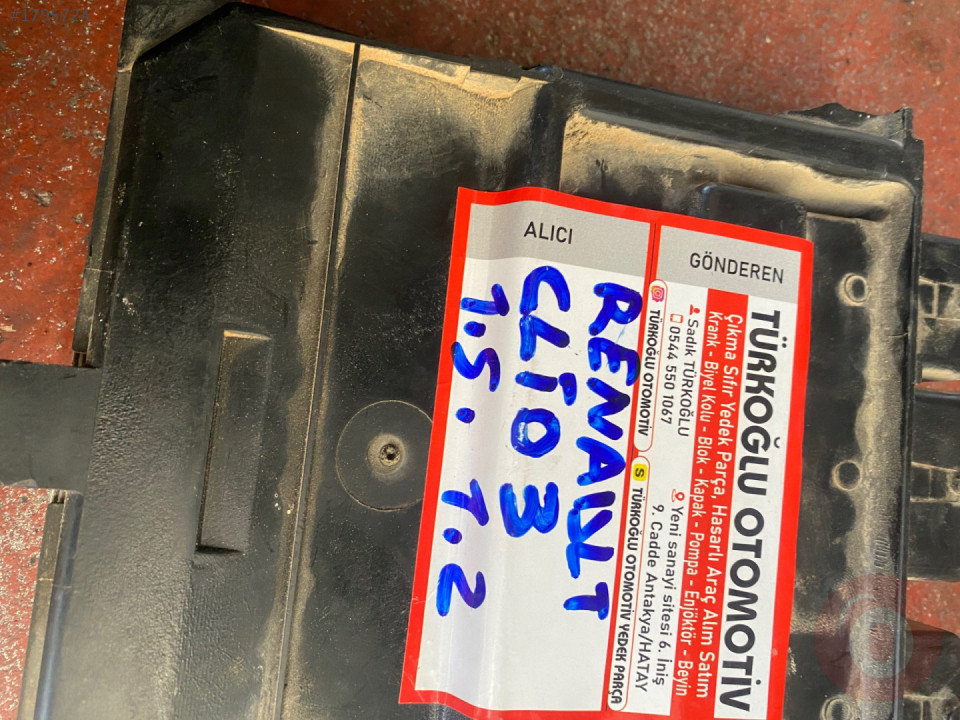 GÖNDEREN
TÜRKOĞLU OTOMOTİV
Çıkma Sıfır Yedek Parça, Hasarlı Araç Alım Satım
Krank - Biyel Kolu - Blok - Kapak - Pompa - Enjöktör - Beyin
Sadık TÜRKOĞLU
0544 550 1067
Yeni sanayi sitesi 6. İniş
9. Cadde Antakya/HATAY
TÜRKOĞLU OTOMOTİV
TÜRKOĞLU OTOMOTİV YEDEK PARÇA
ALICI
RENAULT
CLİO 3
1.5. 1.2